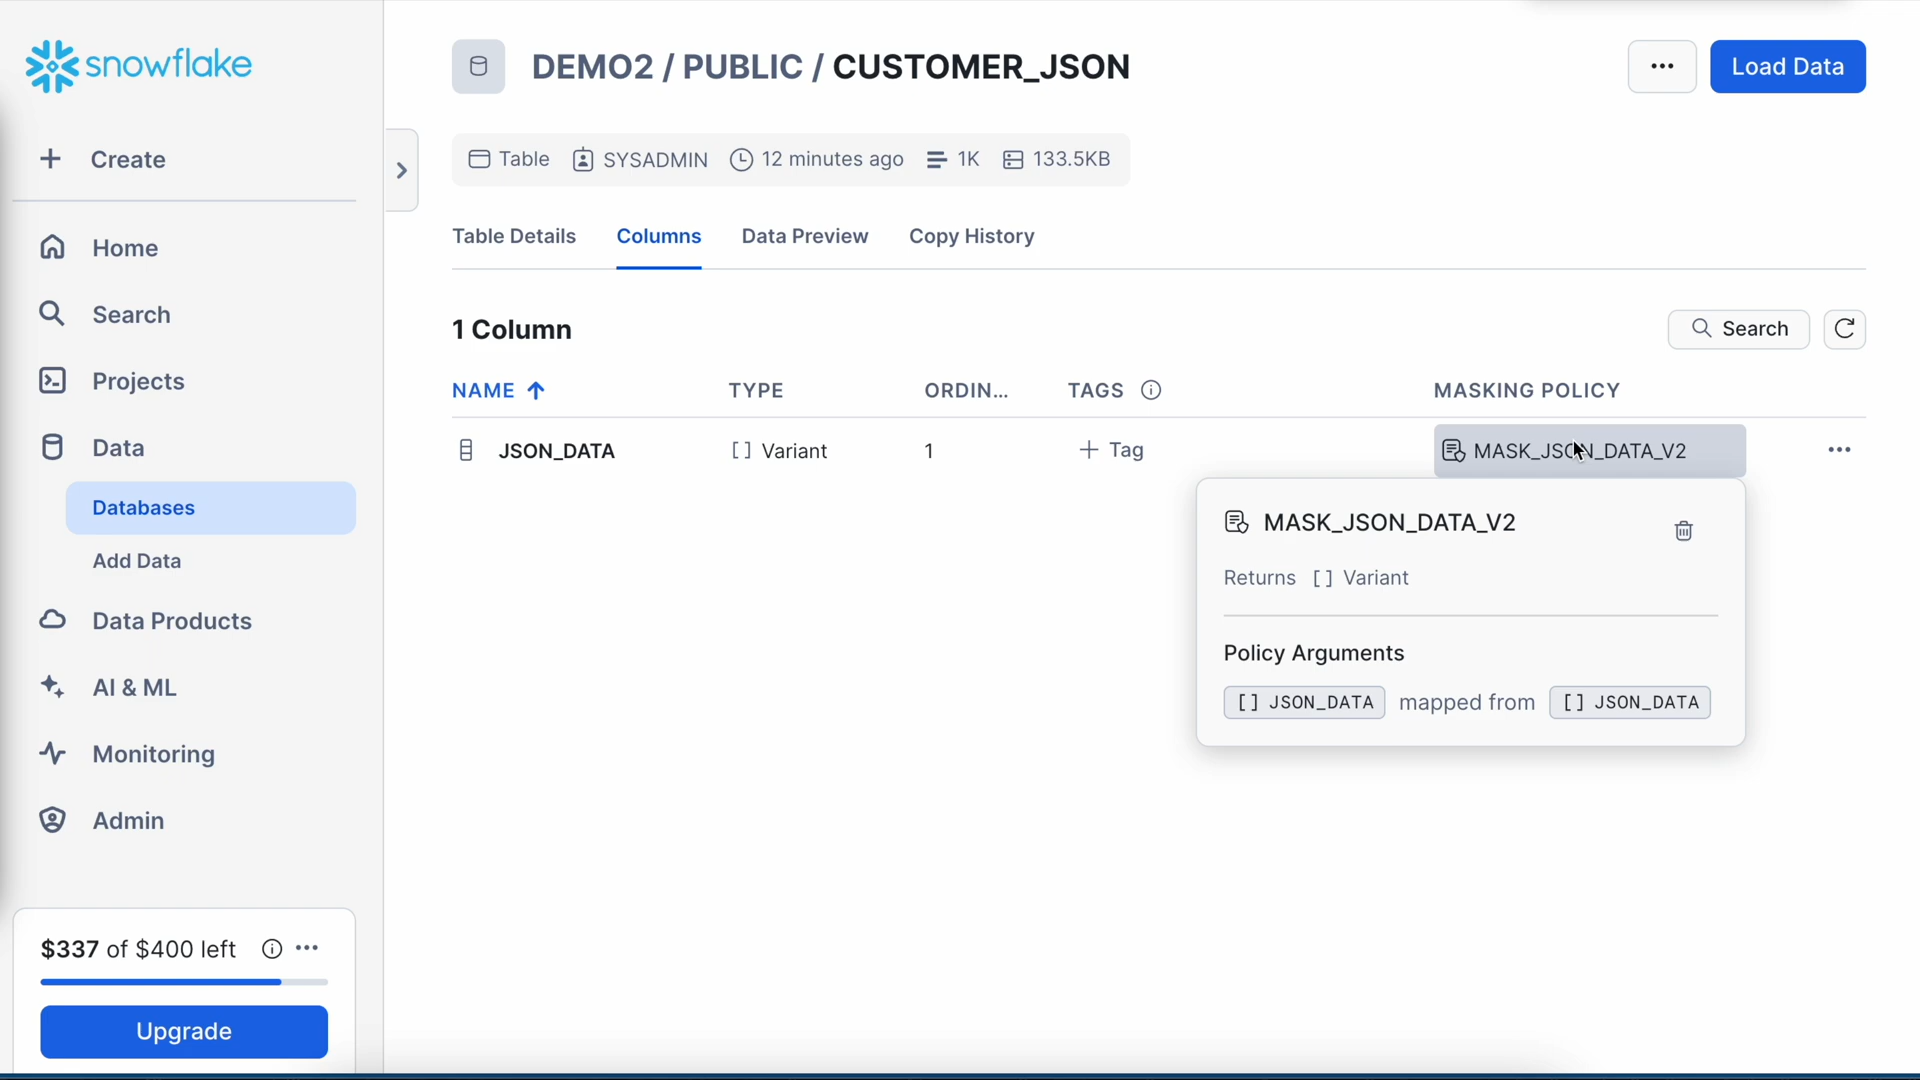 snowflake
Create
Home
Search
Projects
Data
Databases
Add Data
Data Products
AI & ML
Monitoring
Admin
$337 of $400 left
Upgrade
DEMO2 / PUBLIC / CUSTOMER_JSON
Load Data
Table SYSADMIN 12 minutes ago 1K 133.5KB
Table Details Columns Data Preview Copy History
1 Column
Search
NAME TYPE ORDIN... TAGS MASKING POLICY
JSON_DATA [] Variant 1 + Tag MASK_JSON_DATA_V2
MASK_JSON_DATA_V2
Returns [] Variant
Policy Arguments
[] JSON_DATA mapped from [] JSON_DATA